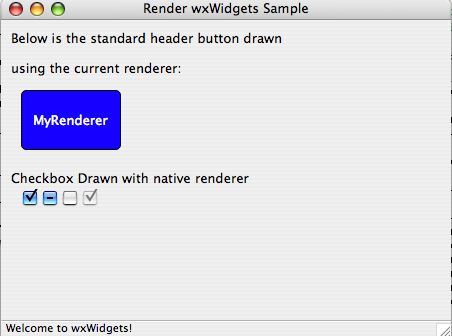 Render wxWidgets Sample
Below is the standard header button drawn
using the current renderer:
MyRenderer
Checkbox Drawn with native renderer
Welcome to wxWidgets!